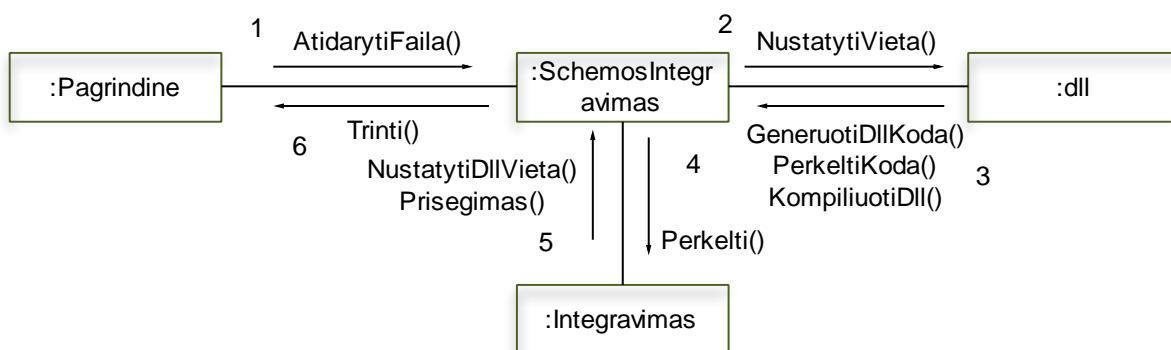 1
AtidarytiFaila()
2
NustatytiVieta()
:Pagrindine
:SchemosIntegr
avimas
:dll
6
Trinti()
NustatytiDllVieta()
Prisegimas()
5
4
Perkelti()
GeneruotiDllKoda()
PerkeltiKoda()
KompiliuotiDll()
3
:Integravimas